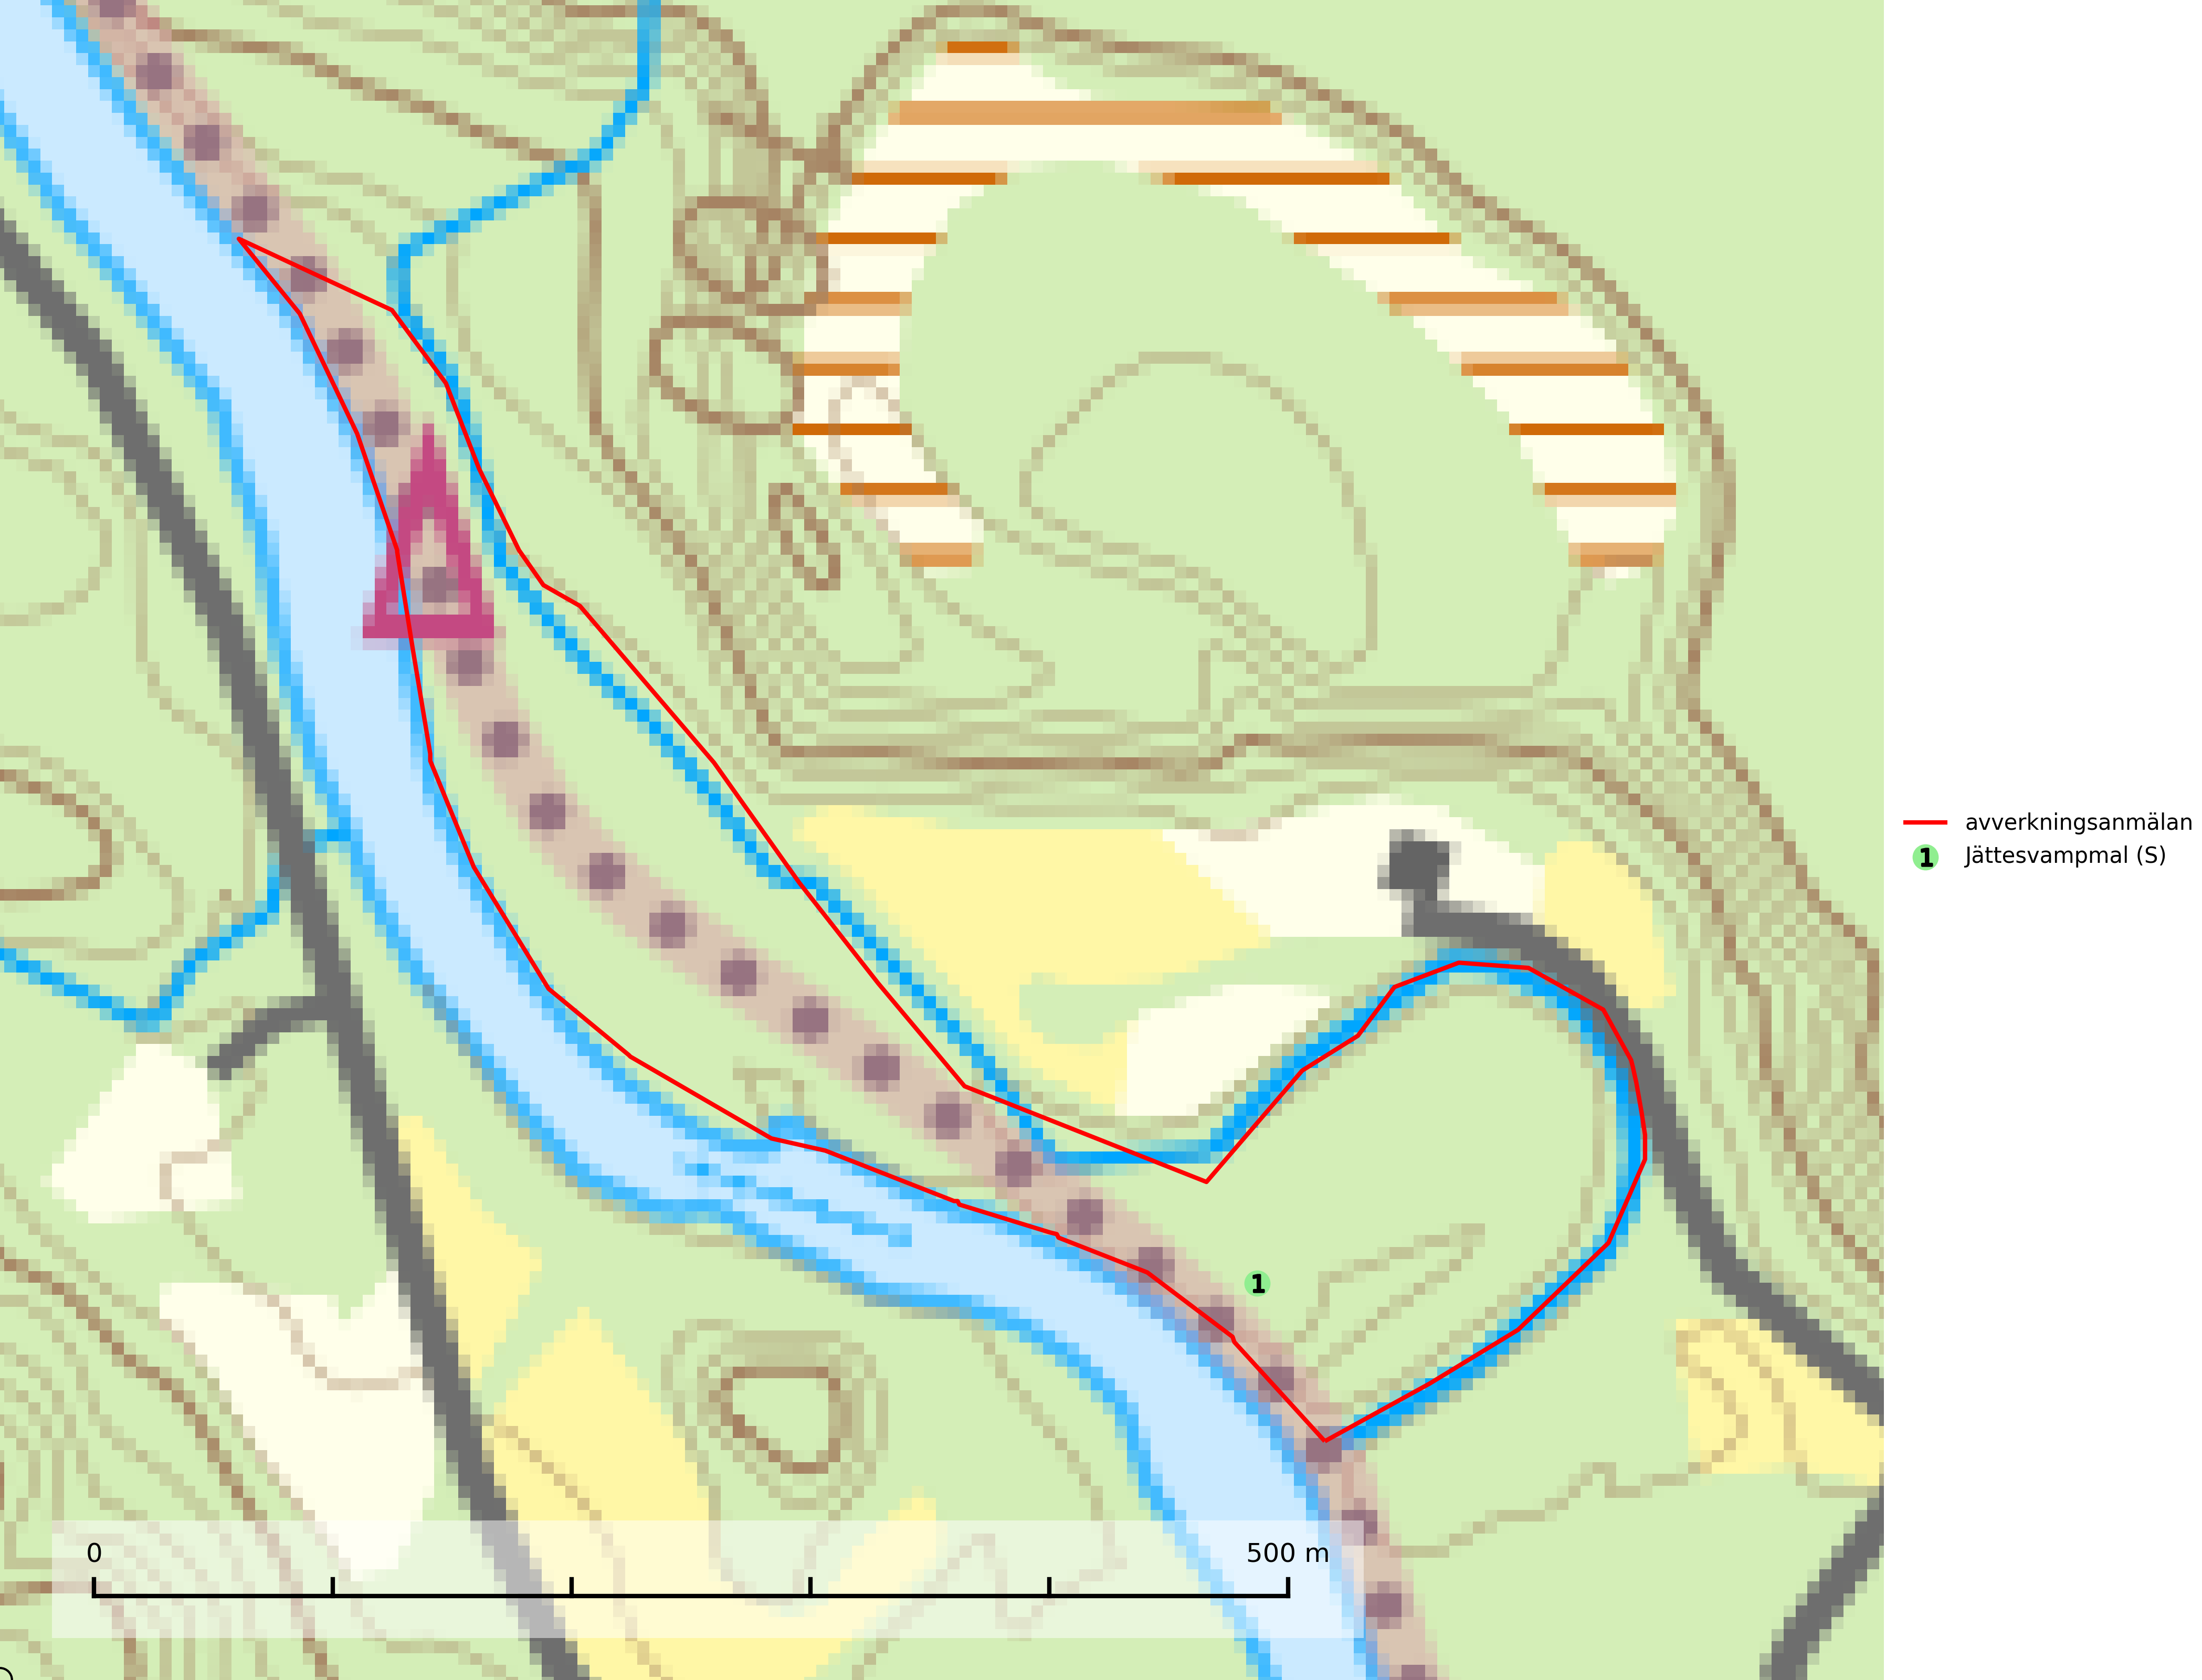 avverkningsanmälan
1 Jättesvampmal (S)
1
0 500 m